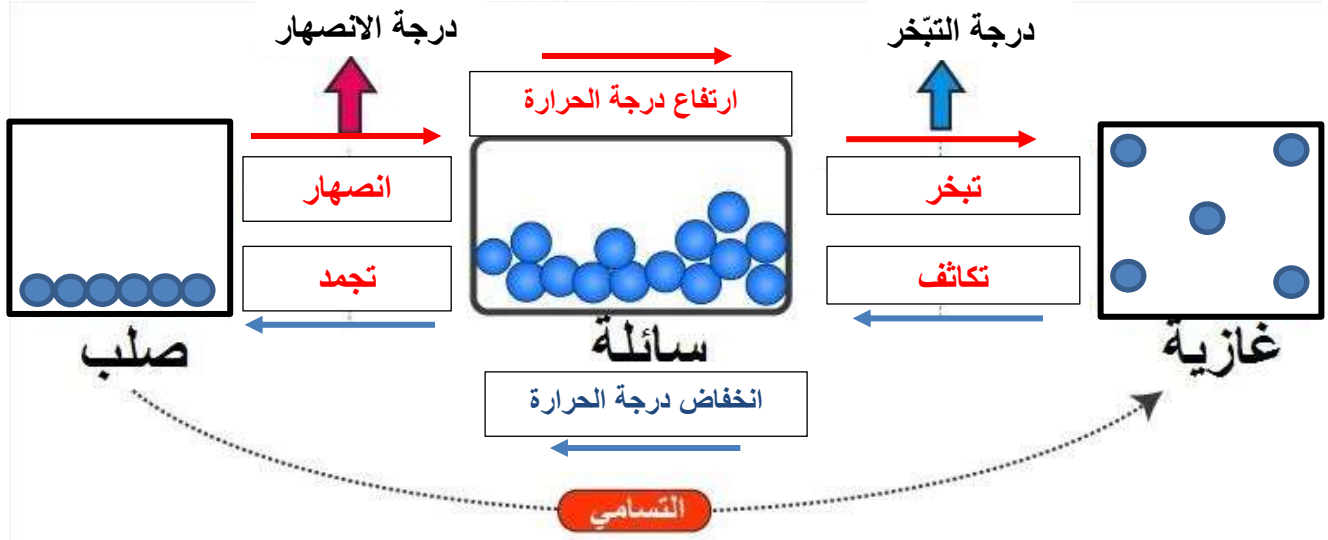 درجة الانصهار
درجة التبّخر
ارتفاع درجة الحرارة
انصهار
تبخر
تجمد
تكاثف
صلب
سائلة
غازية
انخفاض درجة الحرارة
التسامي